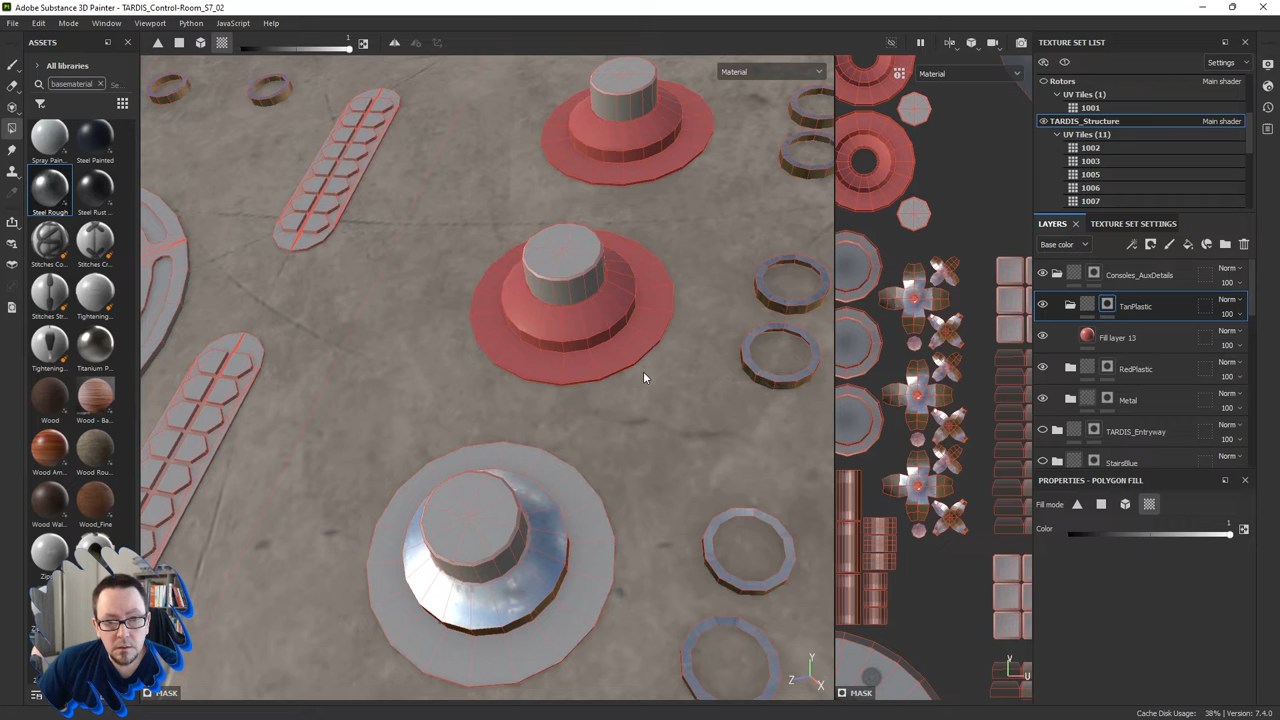 Adobe Substance 3D Painter - TARDIS_Control-Room_S7_02
File Edit Mode Window Viewport Python JavaScript Help
ASSETS
All libraries
basematerial
Se...
Spray Pain... Steel Painted
Steel Rough Steel Rust ...
Stitches Co... Stitches Cr...
Stitches Str... Tightening...
Tightening... Titanium P...
Wood Wood - Ba...
Wood Am... Wood Rou...
Wood Wal... Wood_Fine
1
Material
Material
Y
Z
X
MASK
V
U
MASK
TEXTURE SET LIST
Settings
Rotors Main shader
UV Tiles (1)
1001
TARDIS_Structure Main shader
UV Tiles (11)
1002
1003
1005
1006
1007
LAYERS
TEXTURE SET SETTINGS
Base color
Consoles_AuxDetails Norm
100
TanPlastic Norm
100
Fill layer 13 Norm
100
RedPlastic Norm
100
Metal Norm
100
TARDIS_Entryway Norm
100
StairsBlue Norm
PROPERTIES - POLYGON FILL
Fill mode
Color 1
Cache Disk Usage: 38% | Version: 7.4.0